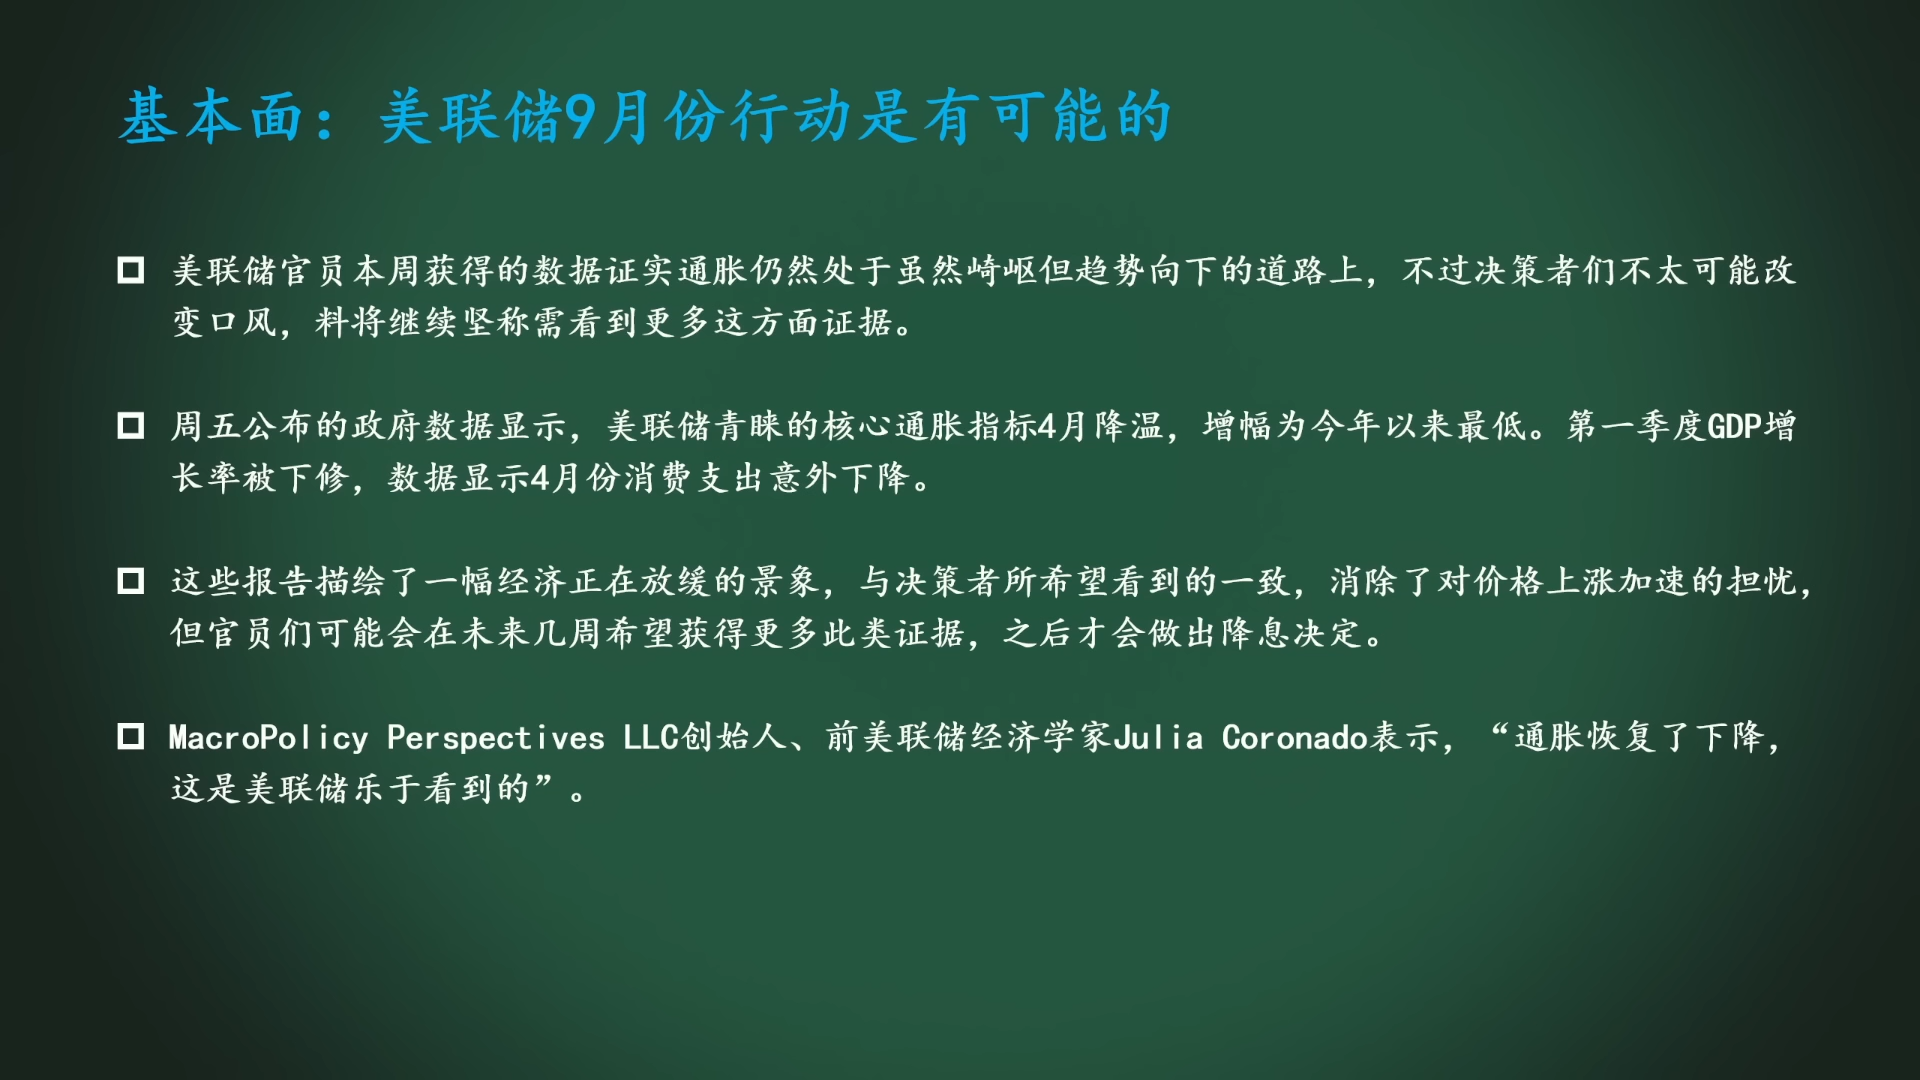 基本面：美联储9月份行动是有可能的
美联储官员本周获得的数据证实通胀仍然处于虽然崎岖但趋势向下的道路上，不过决策者们不太可能改
变口风，料将继续坚称需看到更多这方面证据。
周五公布的政府数据显示，美联储青睐的核心通胀指标4月降温，增幅为今年以来最低。第一季度GDP增
长率被下修，数据显示4月份消费支出意外下降。
这些报告描绘了一幅经济正在放缓的景象，与决策者所希望看到的一致，消除了对价格上涨加速的担忧，
但官员们可能会在未来几周希望获得更多此类证据，之后才会做出降息决定。
MacroPolicy Perspectives LLC创始人、前美联储经济学家Julia Coronado表示，“通胀恢复了下降，
这是美联储乐于看到的”。